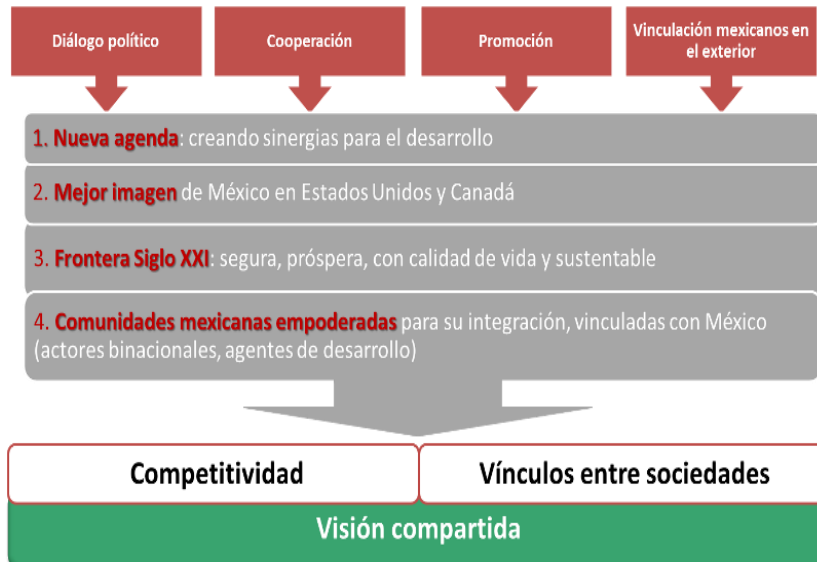 Diálogo político
Cooperación
Promoción
Vinculación mexicanos en
el exterior
1. Nueva agenda: creando sinergias para el desarrollo
2. Mejor imagen de México en Estados Unidos y Canadá
3. Frontera Siglo XXI: segura, próspera, con calidad de vida y sustentable
4. Comunidades mexicanas empoderadas para su integración, vinculadas con México
(actores binacionales, agentes de desarrollo)
Competitividad
Vínculos entre sociedades
Visión compartida